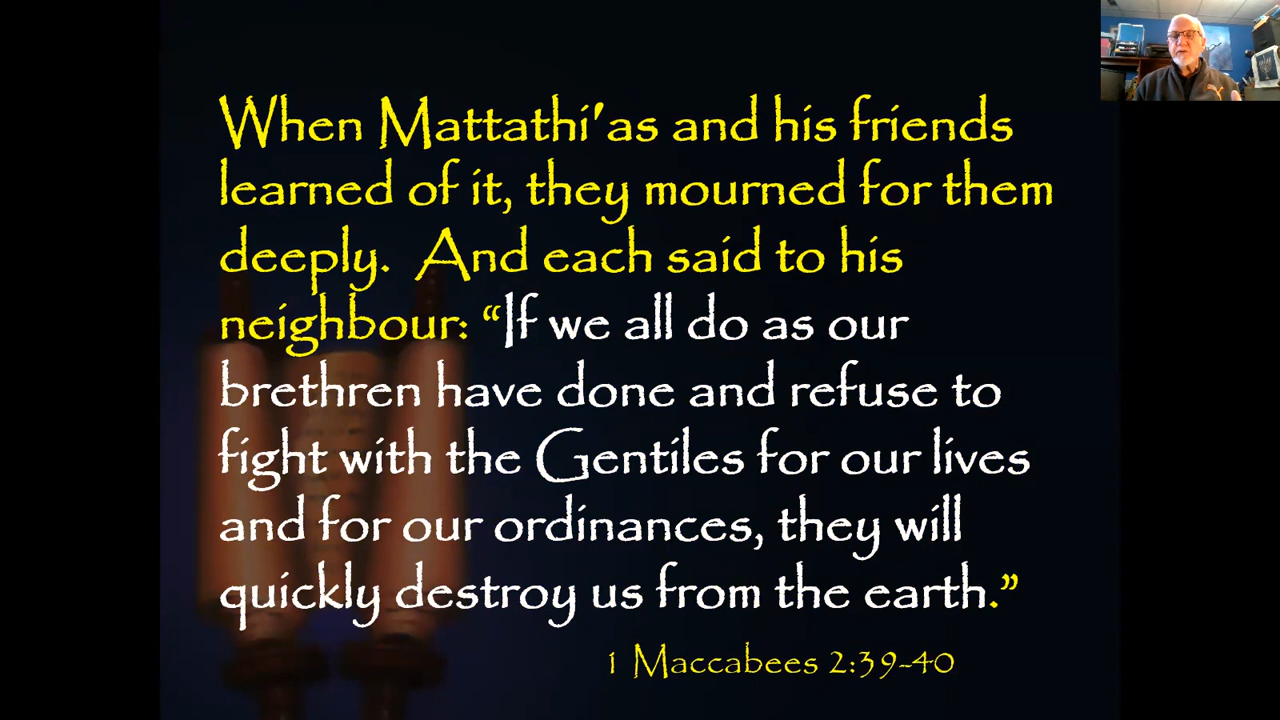 When Mattathi'as and his friends
learned of it, they mourned for them
deeply.  And each said to his
neighbour: “If we all do as our
brethren have done and refuse to
fight with the Gentiles for our lives
and for our ordinances, they will
quickly destroy us from the earth.”
1 Maccabees 2:39-40